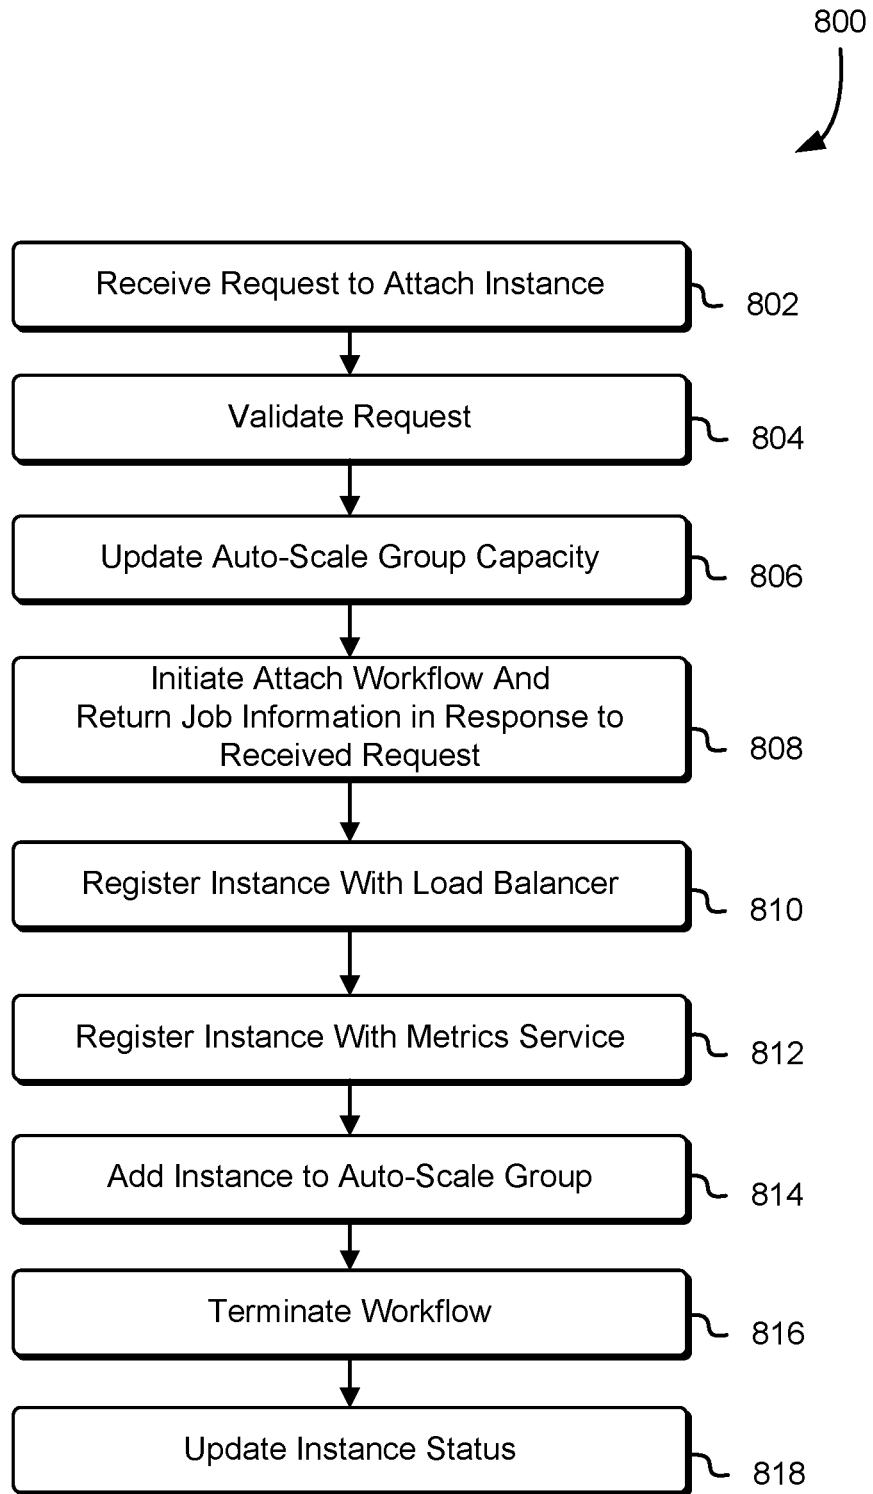 800
Receive Request to Attach Instance
802
Validate Request
804
Update Auto-Scale Group Capacity
806
Initiate Attach Workflow And
Return Job Information in Response to
Received Request
808
Register Instance With Load Balancer
810
Register Instance With Metrics Service
812
Add Instance to Auto-Scale Group
814
Terminate Workflow
816
Update Instance Status
818